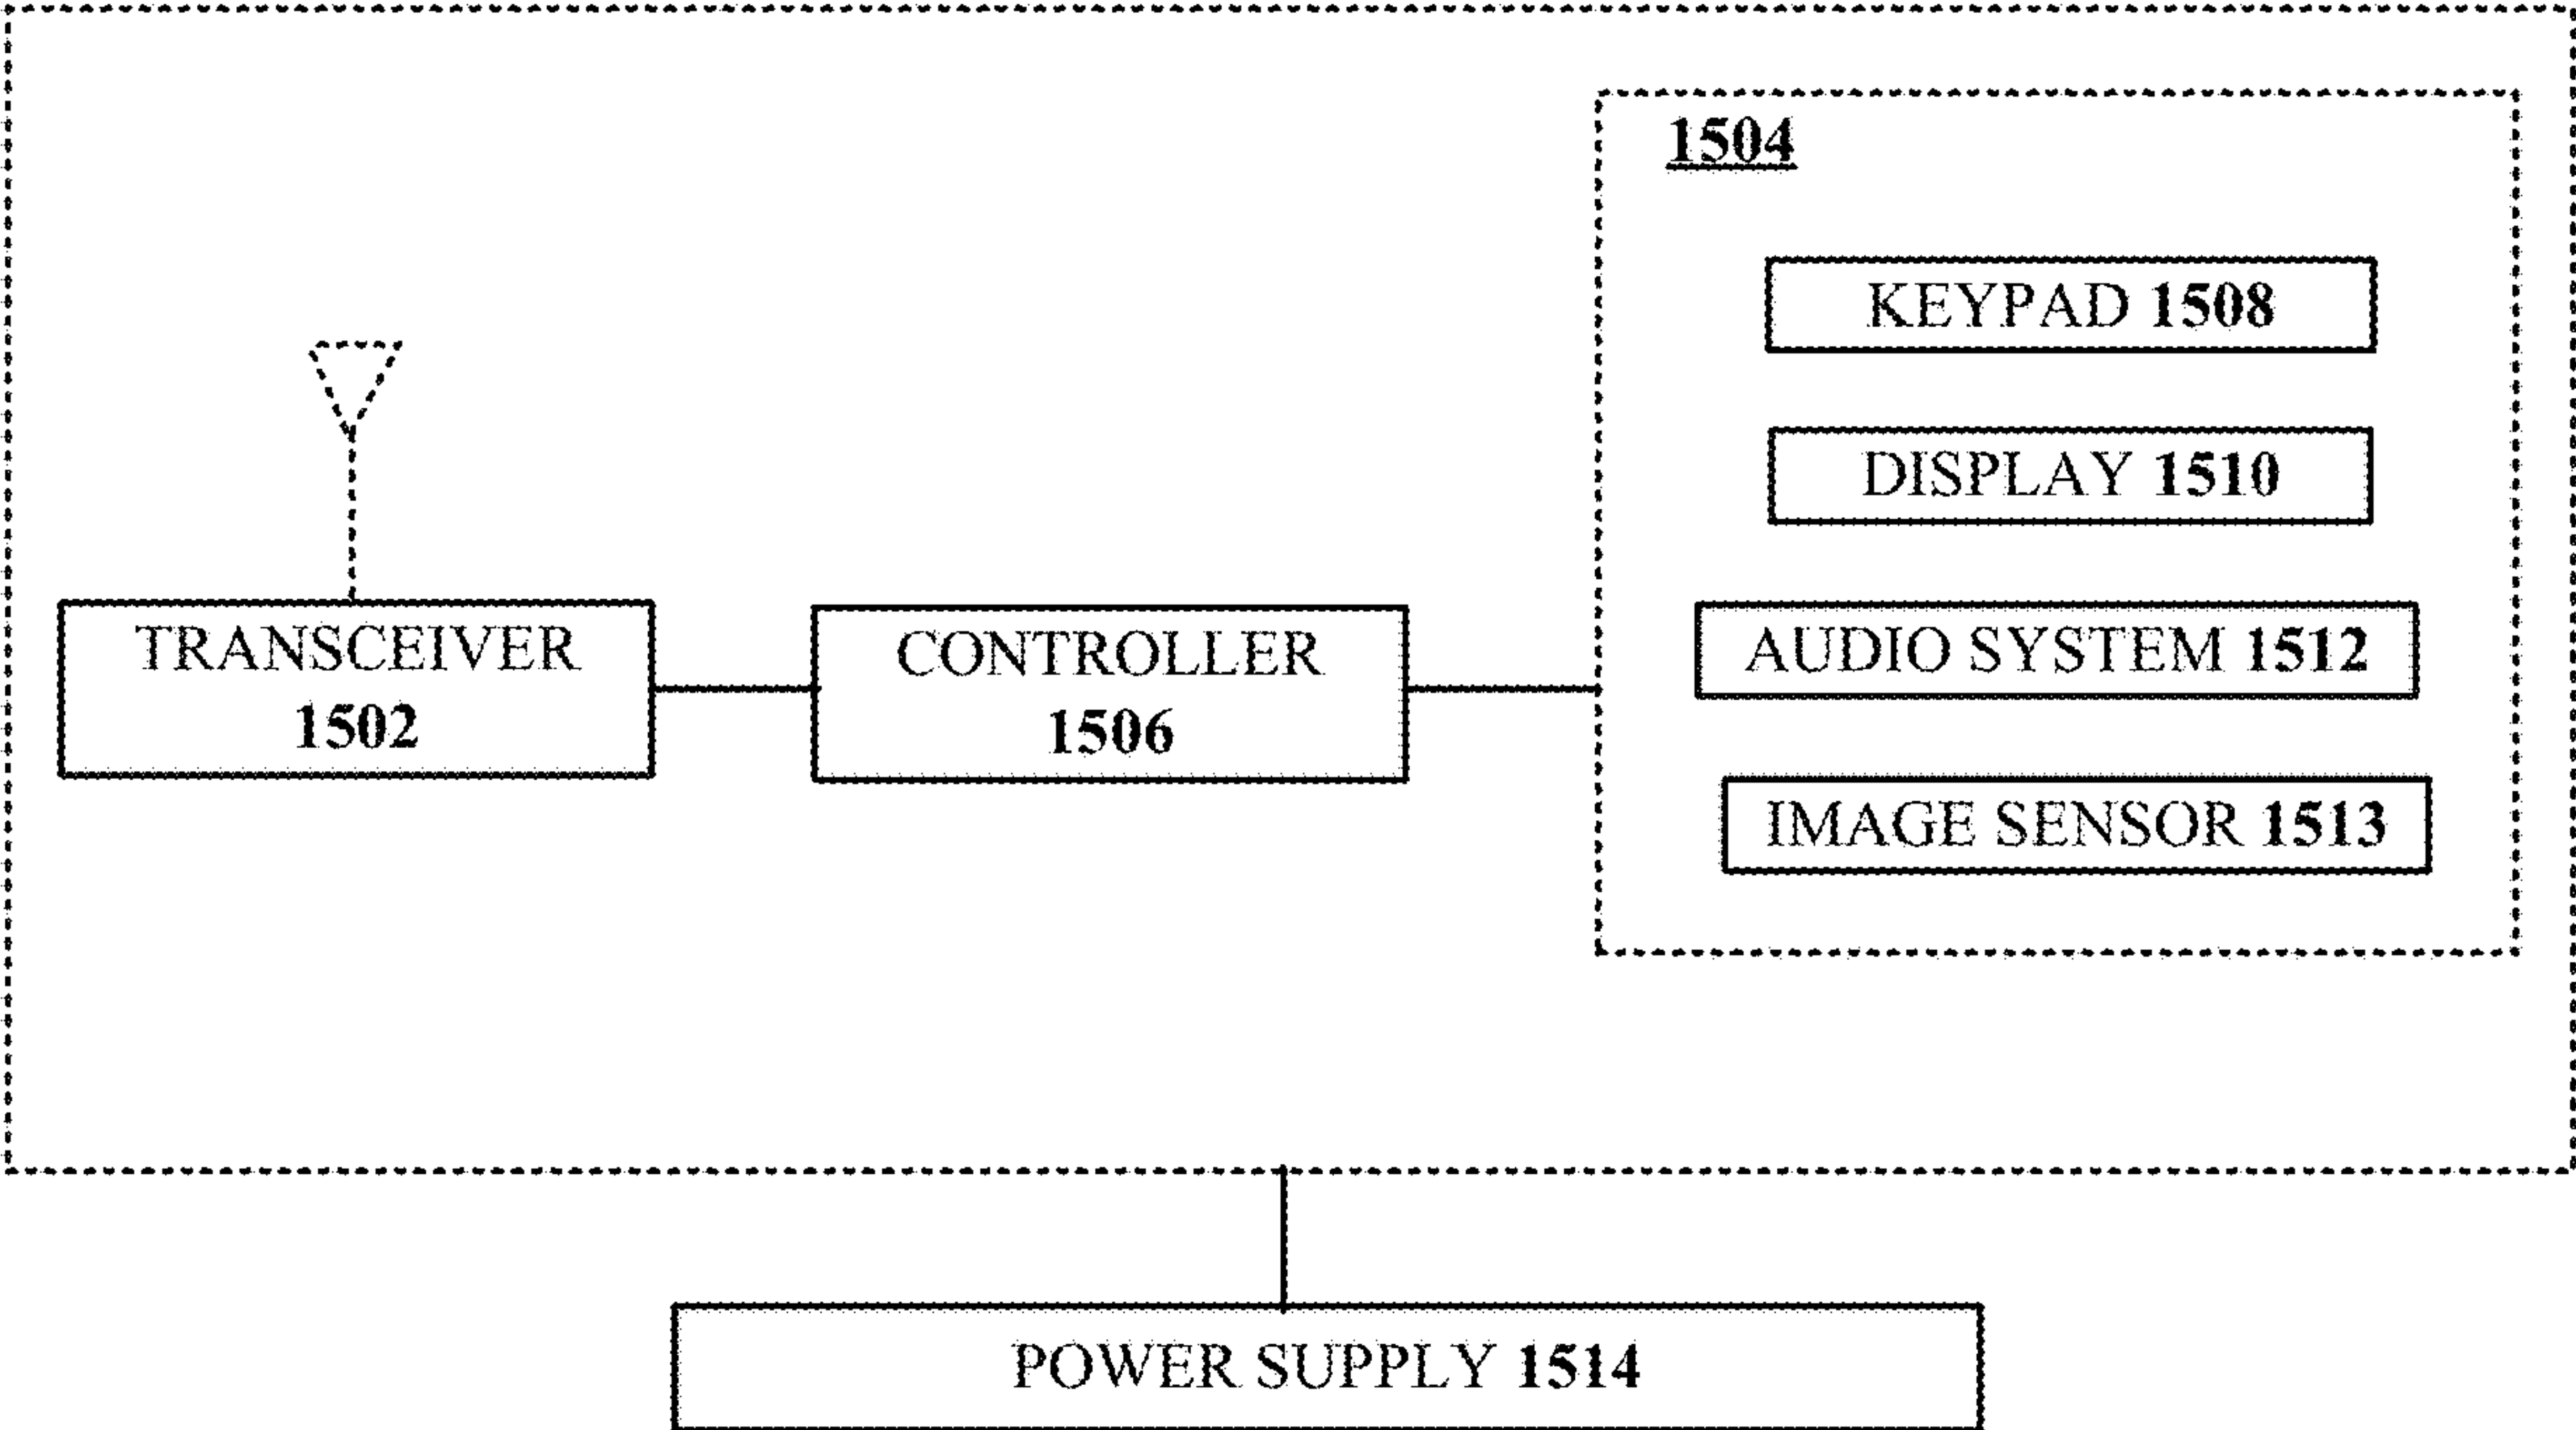 1504
KEYPAD 1508
DISPLAY 1510
TRANSCEIVER
1502
CONTROLLER
1506
AUDIO SYSTEM 1512
IMAGE SENSOR 1513
POWER SUPPLY 1514